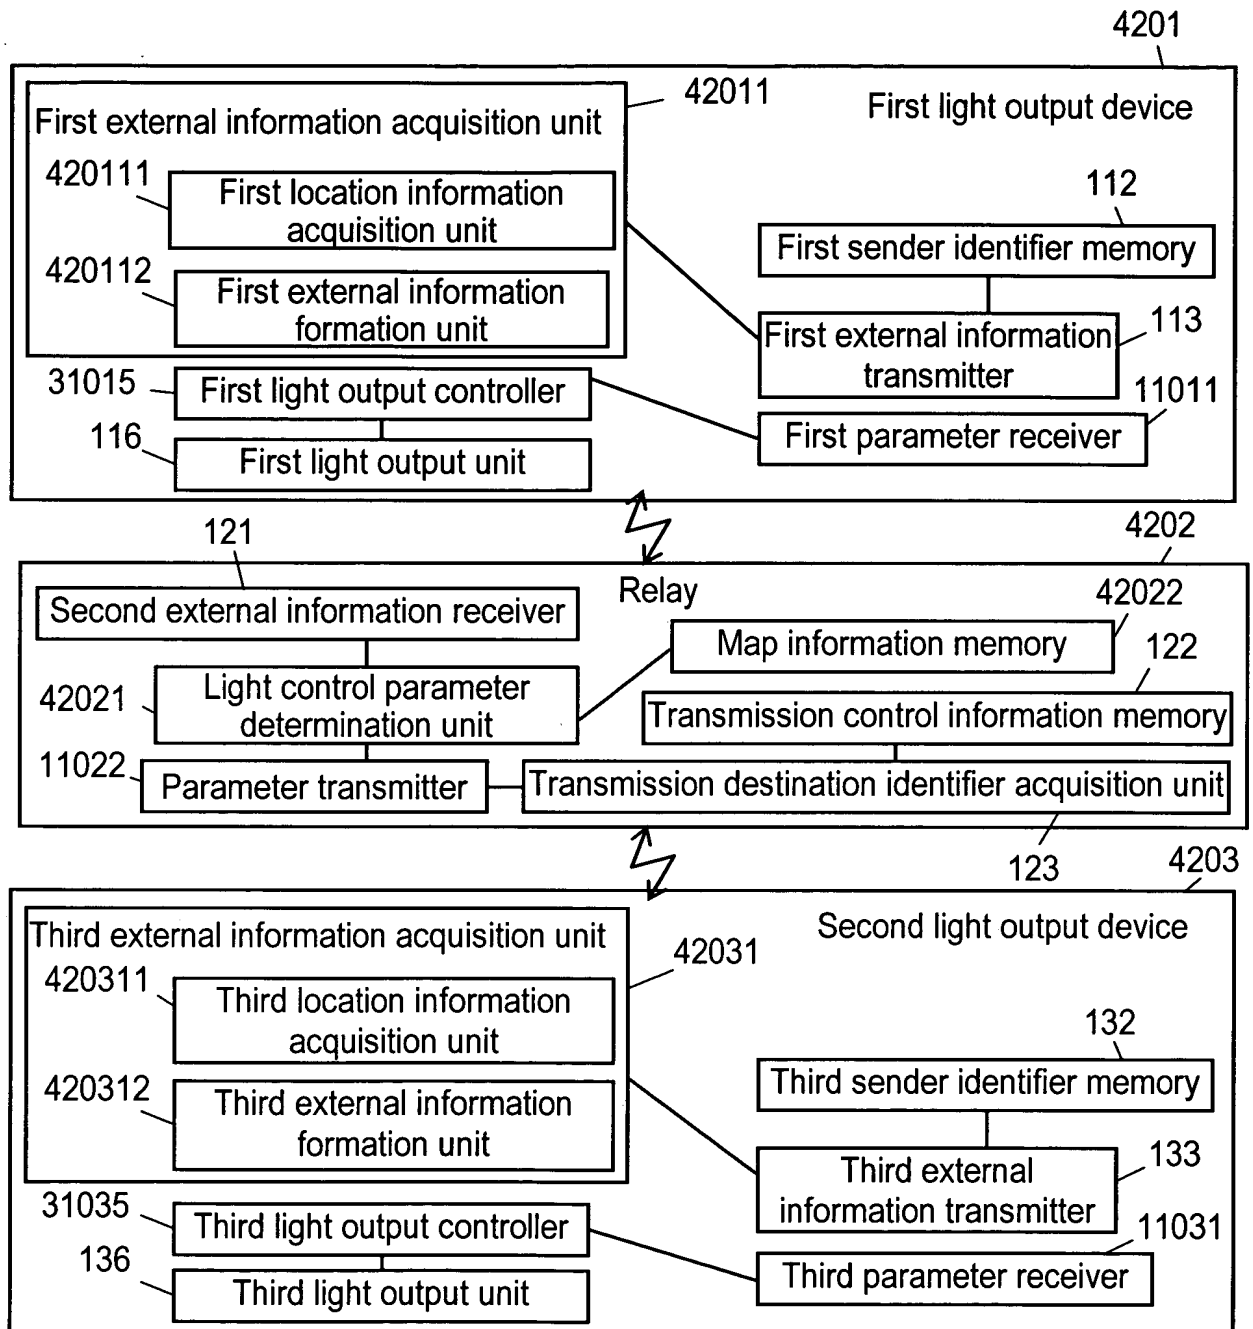 4201
42011
First external information acquisition unit
First light output device
420111
First location information
acquisition unit
112
First sender identifier memory
420112
First external information
formation unit
113
First external information
transmitter
31015
First light output controller
11011
First parameter receiver
116
First light output unit
121
4202
Relay
Second external information receiver
42022
Map information memory
122
42021
Light control parameter
determination unit
Transmission control information memory
11022
Parameter transmitter
Transmission destination identifier acquisition unit
123
4203
Third external information acquisition unit
Second light output device
42031
420311
Third location information
acquisition unit
132
Third sender identifier memory
420312
Third external information
formation unit
133
Third external
information transmitter
31035
Third light output controller
11031
Third parameter receiver
136
Third light output unit